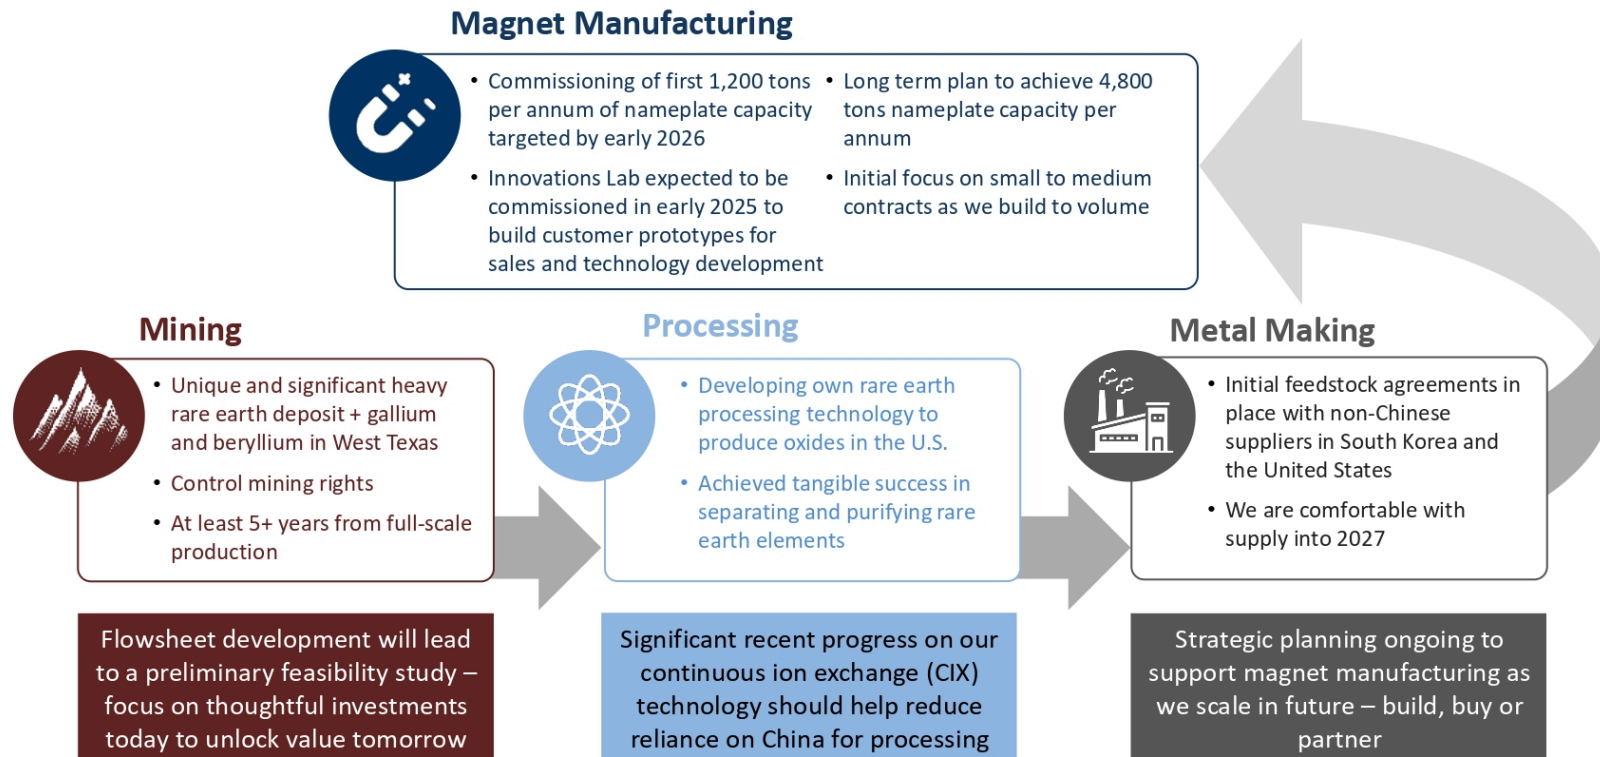 Magnet Manufacturing
• Commissioning of first 1,200 tons
per annum of nameplate capacity
targeted by early 2026
• Innovations Lab expected to be
commissioned in early 2025 to
build customer prototypes for
sales and technology development
• Long term plan to achieve 4,800
tons nameplate capacity per
annum
• Initial focus on small to medium
contracts as we build to volume
Mining
• Unique and significant heavy
rare earth deposit + gallium
and beryllium in West Texas
• Control mining rights
• At least 5+ years from full-scale
production
Flowsheet development will lead
to a preliminary feasibility study –
focus on thoughtful investments
today to unlock value tomorrow
Processing
• Developing own rare earth
processing technology to
produce oxides in the U.S.
• Achieved tangible success in
separating and purifying rare
earth elements
Significant recent progress on our
continuous ion exchange (CIX)
technology should help reduce
reliance on China for processing
Metal Making
• Initial feedstock agreements in
place with non-Chinese
suppliers in South Korea and
the United States
• We are comfortable with
supply into 2027
Strategic planning ongoing to
support magnet manufacturing as
we scale in future – build, buy or
partner